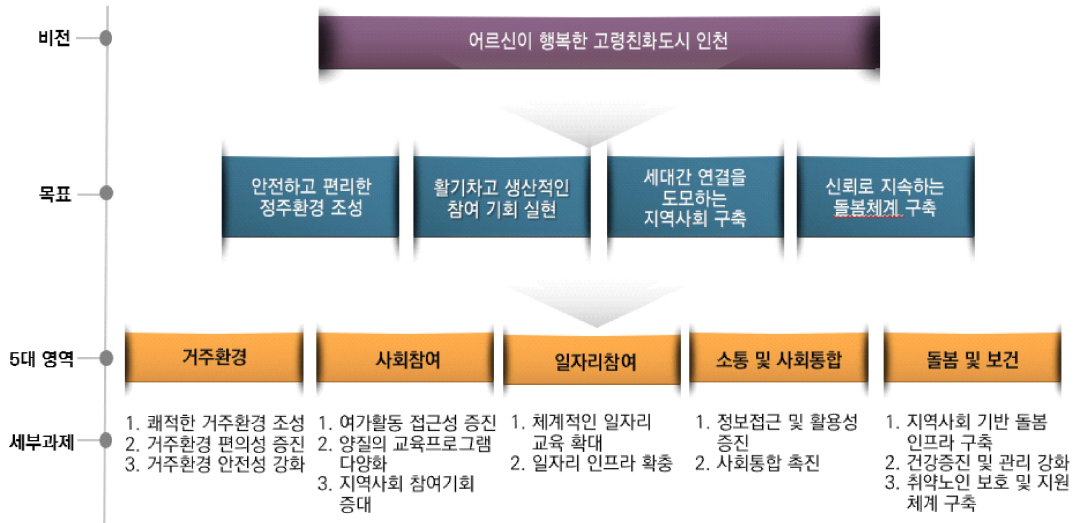 비전
어르신이 행복한 고령친화도시 인천
목표
안전하고 편리한
정주환경 조성
활기차고 생산적인
참여 기회 실현
세대간 연결을
도모하는
지역사회 구축
신뢰로 지속하는
돌봄체계 구축
5대 영역
거주환경
사회참여
일자리참여
소통 및 사회통합
돌봄 및 보건
세부과제
1. 쾌적한 거주환경 조성
2. 거주환경 편의성 증진
3. 거주환경 안전성 강화
1. 여가활동 접근성 증진
2. 양질의 교육프로그램
다양화
3. 지역사회 참여기회
증대
1. 체계적인 일자리
교육 확대
2. 일자리 인프라 확충
1. 정보접근 및 활용성
증진
2. 사회통합 촉진
1. 지역사회 기반 돌봄
인프라 구축
2. 건강증진 및 관리 강화
3. 취약노인 보호 및 지원
체계 구축